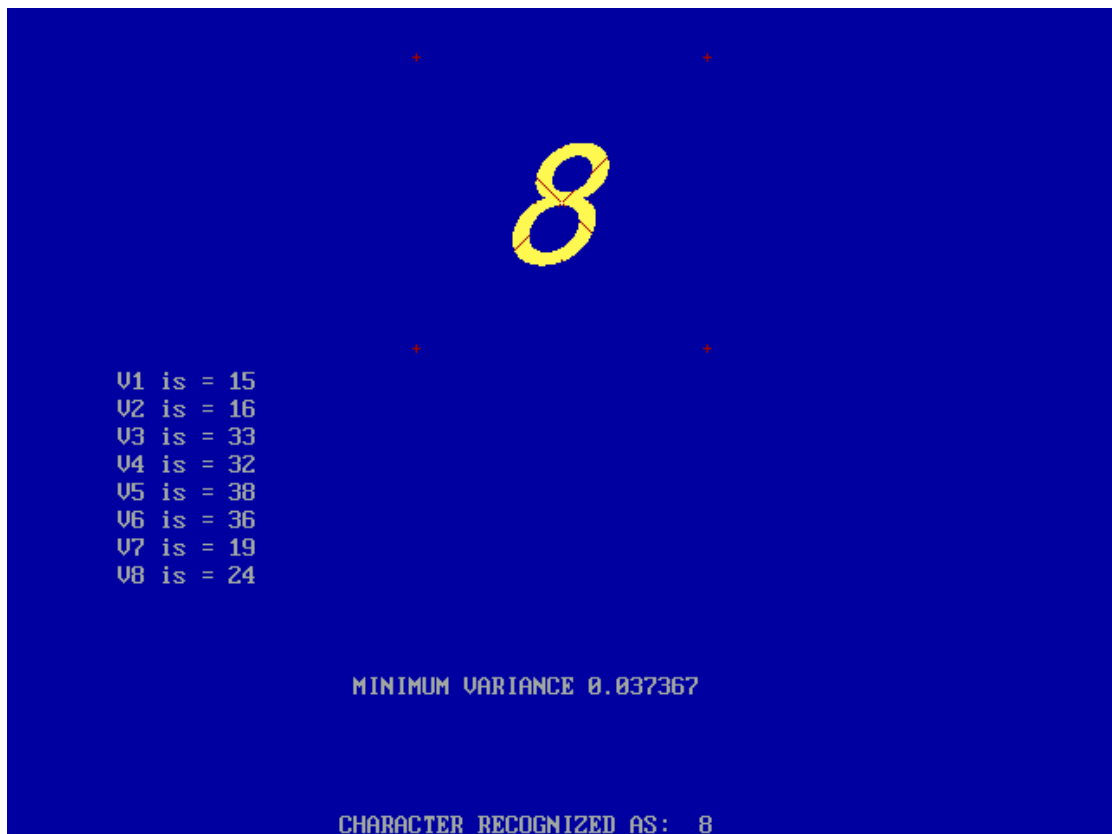 8
V1 is = 15
V2 is = 16
V3 is = 33
V4 is = 32
V5 is = 38
V6 is = 36
V7 is = 19
V8 is = 24
MINIMUM VARIANCE 0.037367
CHARACTER RECOGNIZED AS: 8